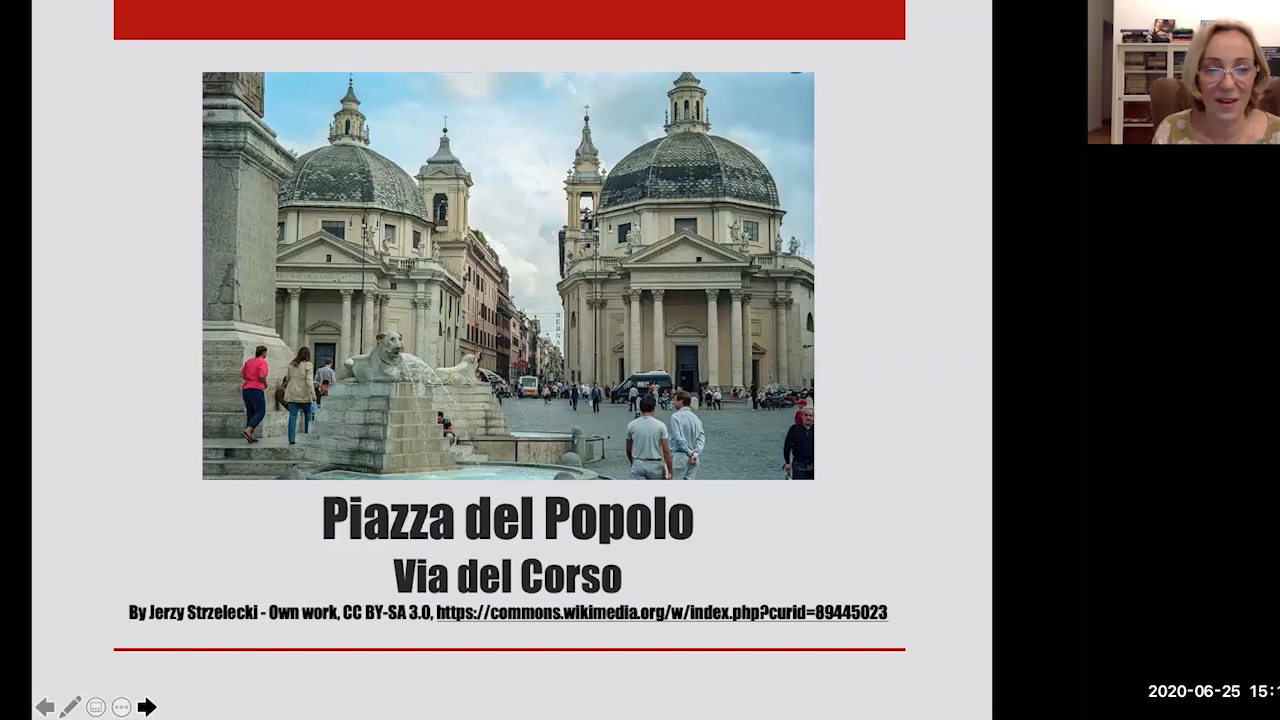 Piazza del Popolo
Via del Corso
By Jerzy Strzelecki - Own work, CC BY-SA 3.0, https://commons.wikimedia.org/w/index.php?curid=89445023
2020-06-25 15:1